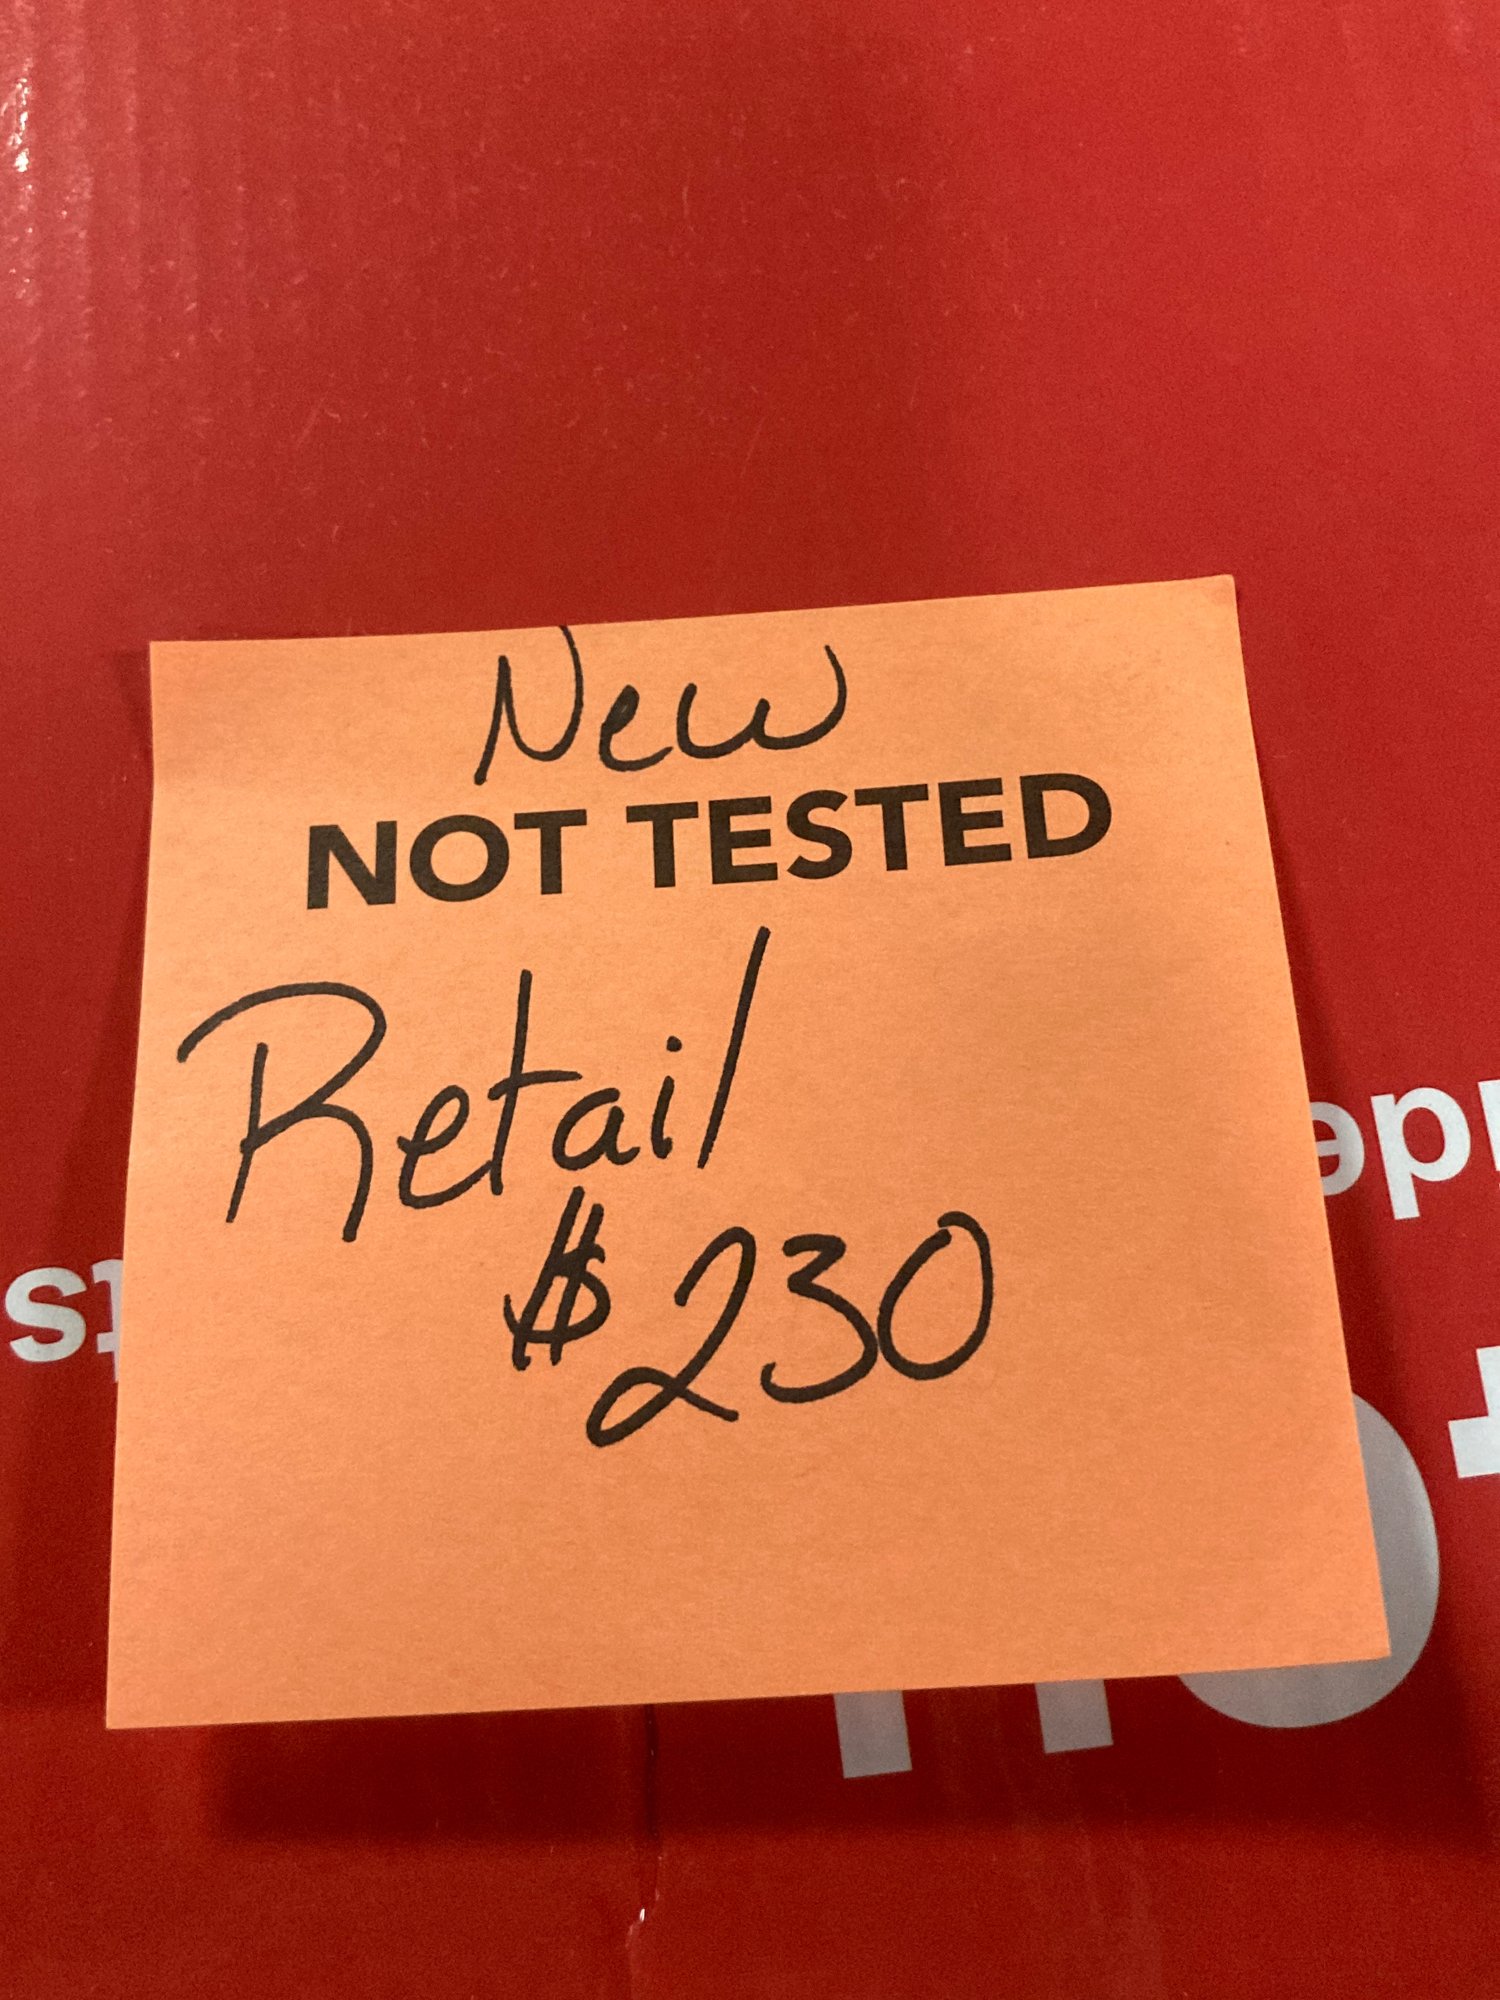 New
NOT TESTED
Retail
$230